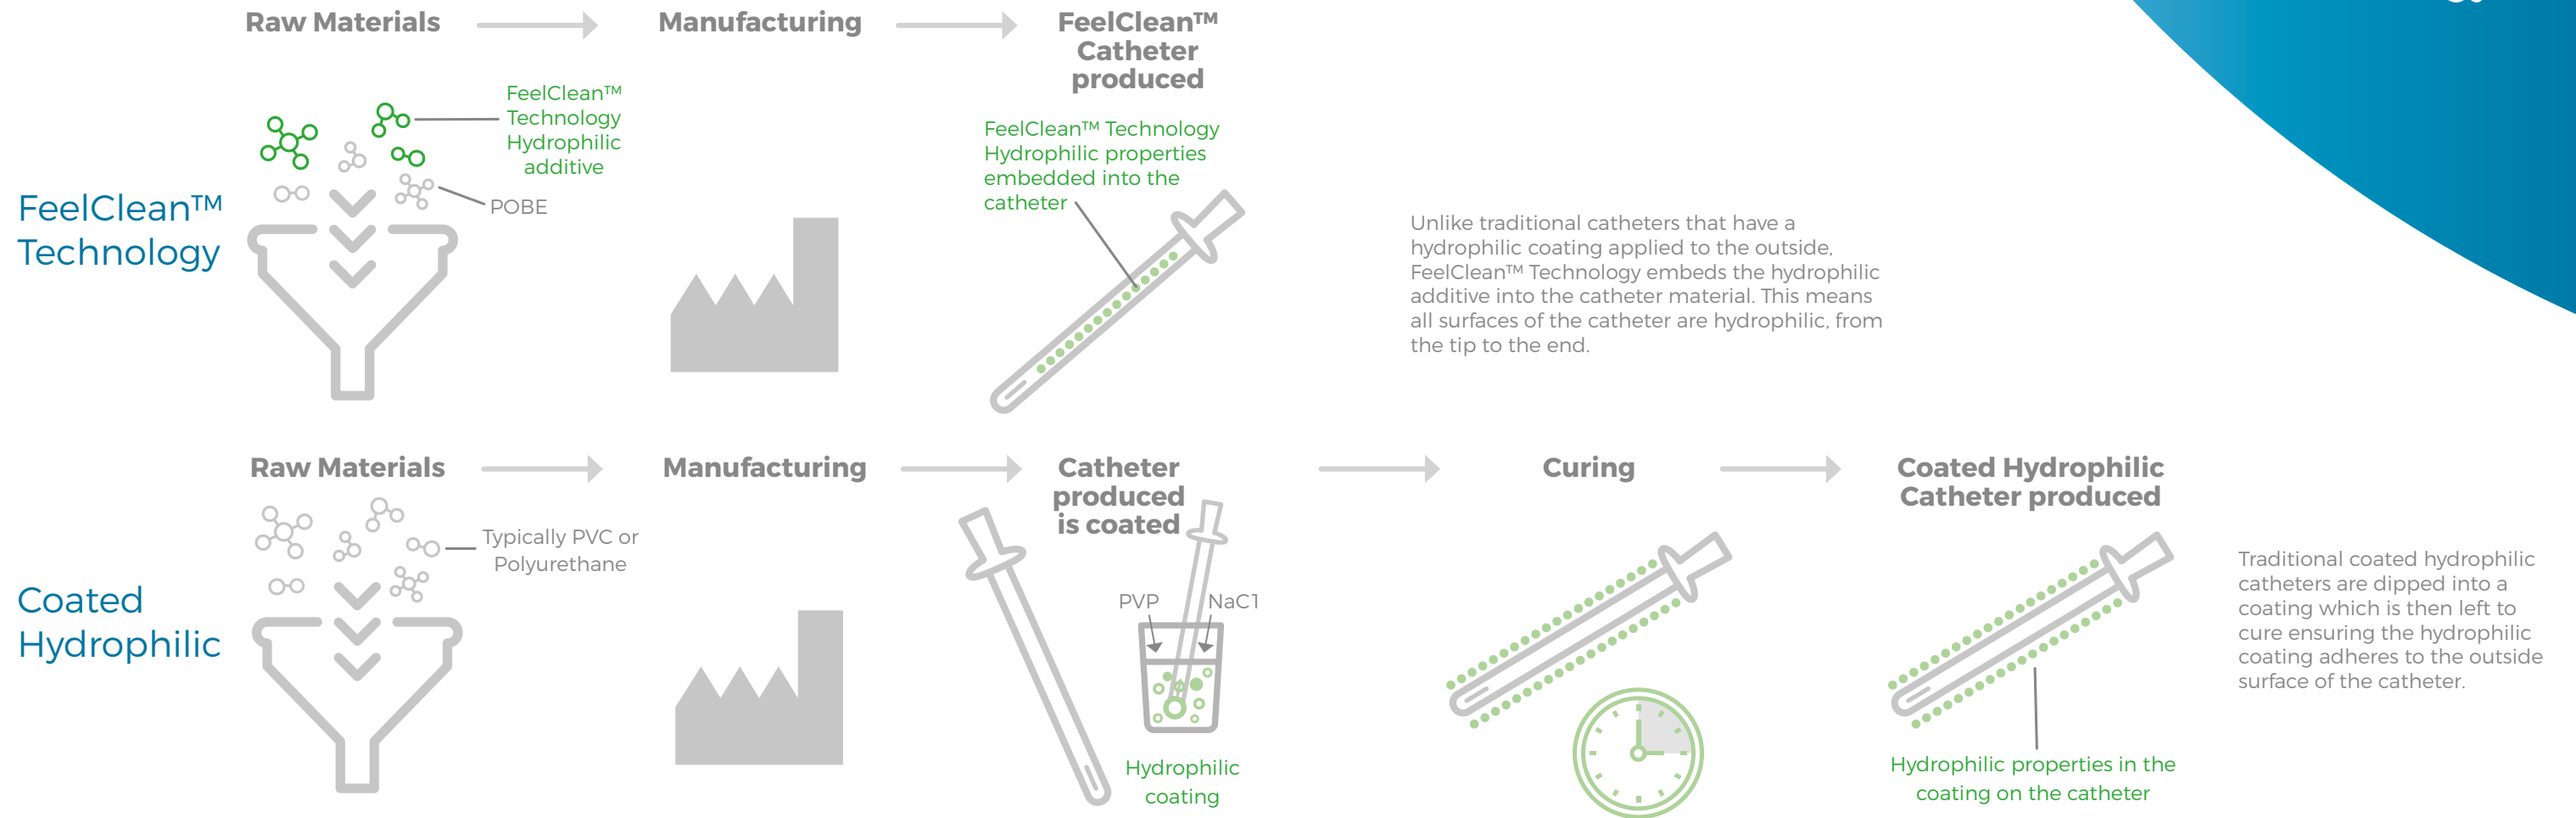 Raw Materials
Manufacturing
FeelClean™
Catheter
produced
FeelClean™
Technology
Hydrophilic
additive
POBE
FeelClean™
Technology
FeelClean™ Technology
Hydrophilic properties
embedded into the
catheter
Unlike traditional catheters that have a
hydrophilic coating applied to the outside,
FeelClean™ Technology embeds the hydrophilic
additive into the catheter material. This means
all surfaces of the catheter are hydrophilic, from
the tip to the end.
Raw Materials
Manufacturing
Catheter
produced
is coated
Curing
Coated Hydrophilic
Catheter produced
Typically PVC or
Polyurethane
Coated
Hydrophilic
PVP
NaC1
Hydrophilic
coating
Hydrophilic properties in the
coating on the catheter
Traditional coated hydrophilic
catheters are dipped into a
coating which is then left to
cure ensuring the hydrophilic
coating adheres to the outside
surface of the catheter.